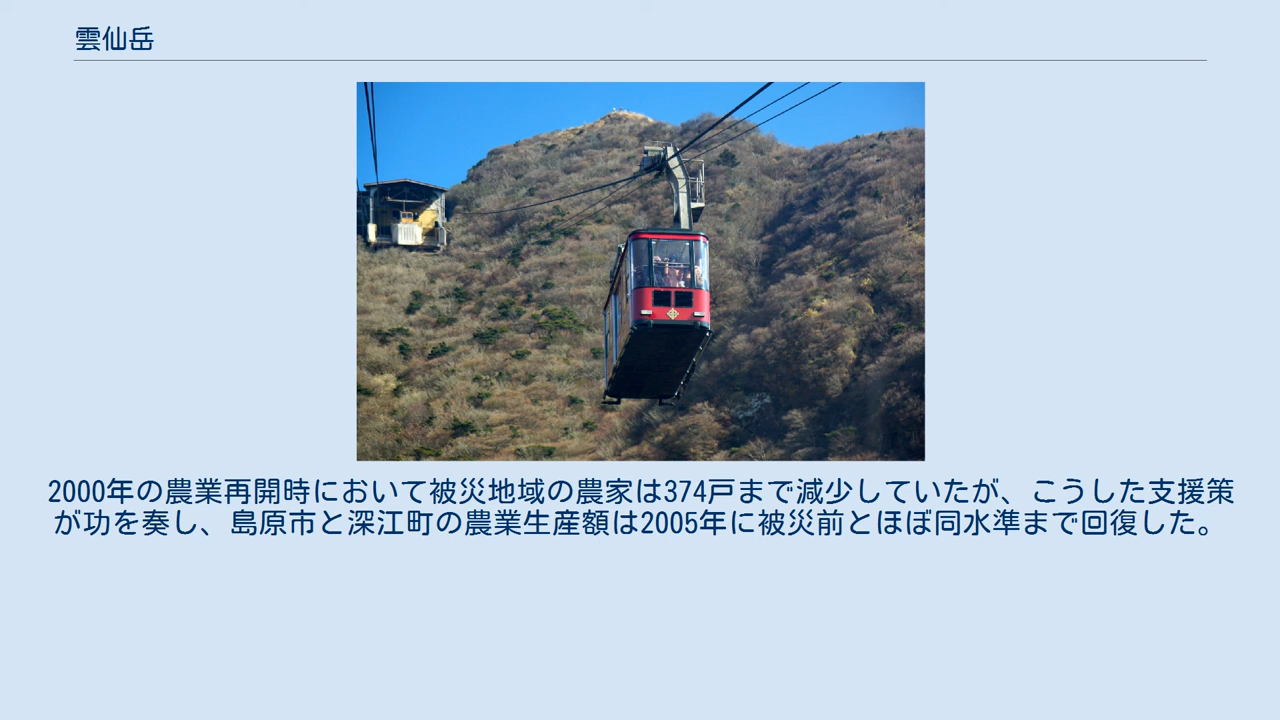 雲仙岳
2000年の農業再開時において被災地域の農家は374戸まで減少していたが、こうした支援策
が功を奏し、島原市と深江町の農業生産額は2005年に被災前とほぼ同水準まで回復した。